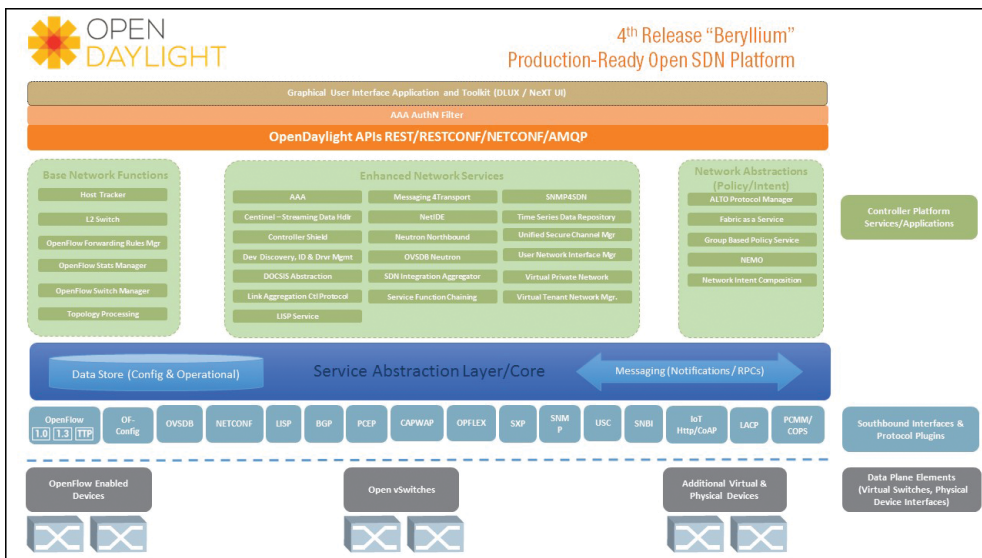 OPEN
DAYLIGHT
4th Release “Beryllium”
Production-Ready Open SDN Platform
Graphical User Interface Application and Toolkit (DLUX / NeXT UI)
AAA AuthN Filter
OpenDaylight APIs REST/RESTCONF/NETCONF/AMQP
Base Network Functions
Host Tracker
L2 Switch
OpenFlow Forwarding Rules Mgr
OpenFlow Stats Manager
OpenFlow Switch Manager
Topology Processing
Enhanced Network Services
AAA
Centinel – Streaming Data Hdlr
Controller Shield
Dev Discovery, ID & Drvr Mgmt
DOCSIS Abstraction
Link Aggregation Ctl Protocol
LISP Service
Messaging 4Transport
NetIDE
Neutron Northbound
OVSDB Neutron
SDN Integration Aggregator
Service Function Chaining
SNMP4SDN
Time Series Data Repository
Unified Secure Channel Mgr
User Network Interface Mgr
Virtual Private Network
Virtual Tenant Network Mgr.
Network Abstractions
(Policy/Intent)
ALTO Protocol Manager
Fabric as a Service
Group Based Policy Service
NEMO
Network Intent Composition
Controller Platform
Services/Applications
Data Store (Config & Operational)
Service Abstraction Layer/Core
Messaging (Notifications / RPCs)
OpenFlow
1.0 1.3 TTP
OF-
Config
OVSDB
NETCONF
LISP
BGP
PCEP
CAPWAP
OPFLEX
SXP
SNM
P
USC
SNBI
IoT
Http/CoAP
LACP
PCMM/
COPS
Southbound Interfaces &
Protocol Plugins
OpenFlow Enabled
Devices
Open vSwitches
Additional Virtual &
Physical Devices
Data Plane Elements
(Virtual Switches, Physical
Device Interfaces)